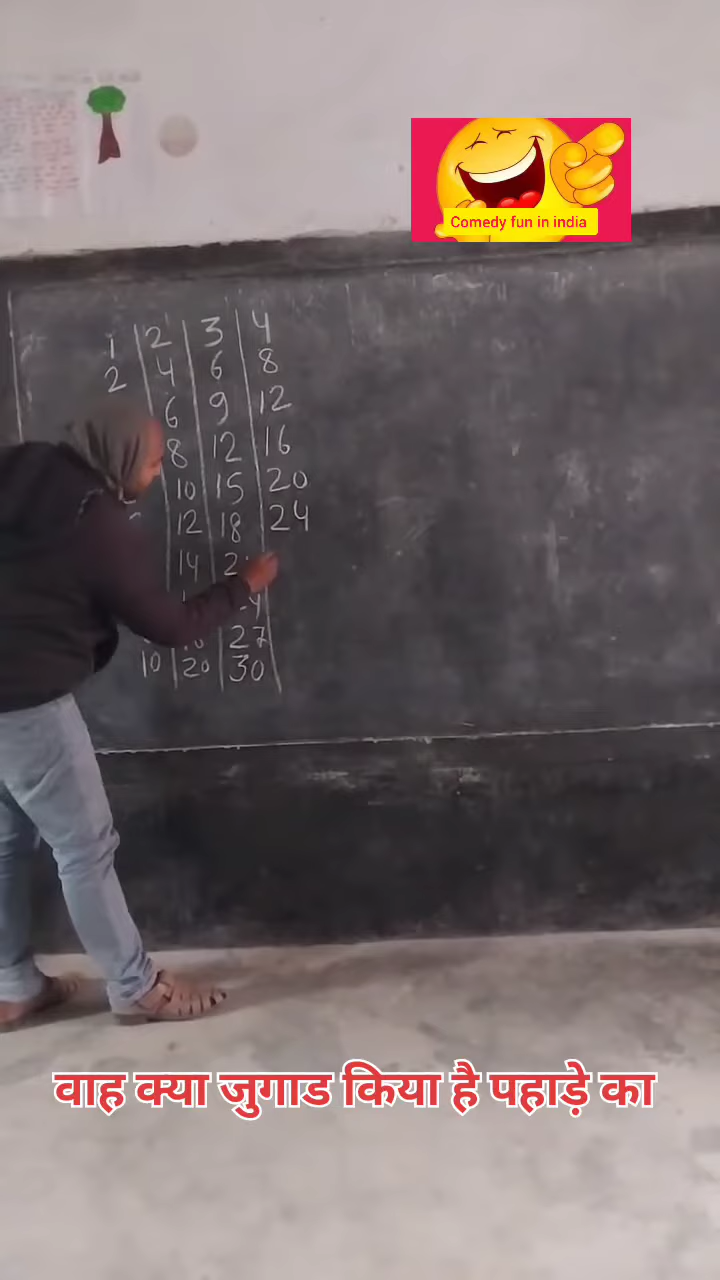 Comedy fun in india
1 2 3 4
2 4 6 8
6 9 12
8 12 16
10 15 20
12 18 24
14
27
10 20 30
वाह क्या जुगाड किया है पहाड़े का